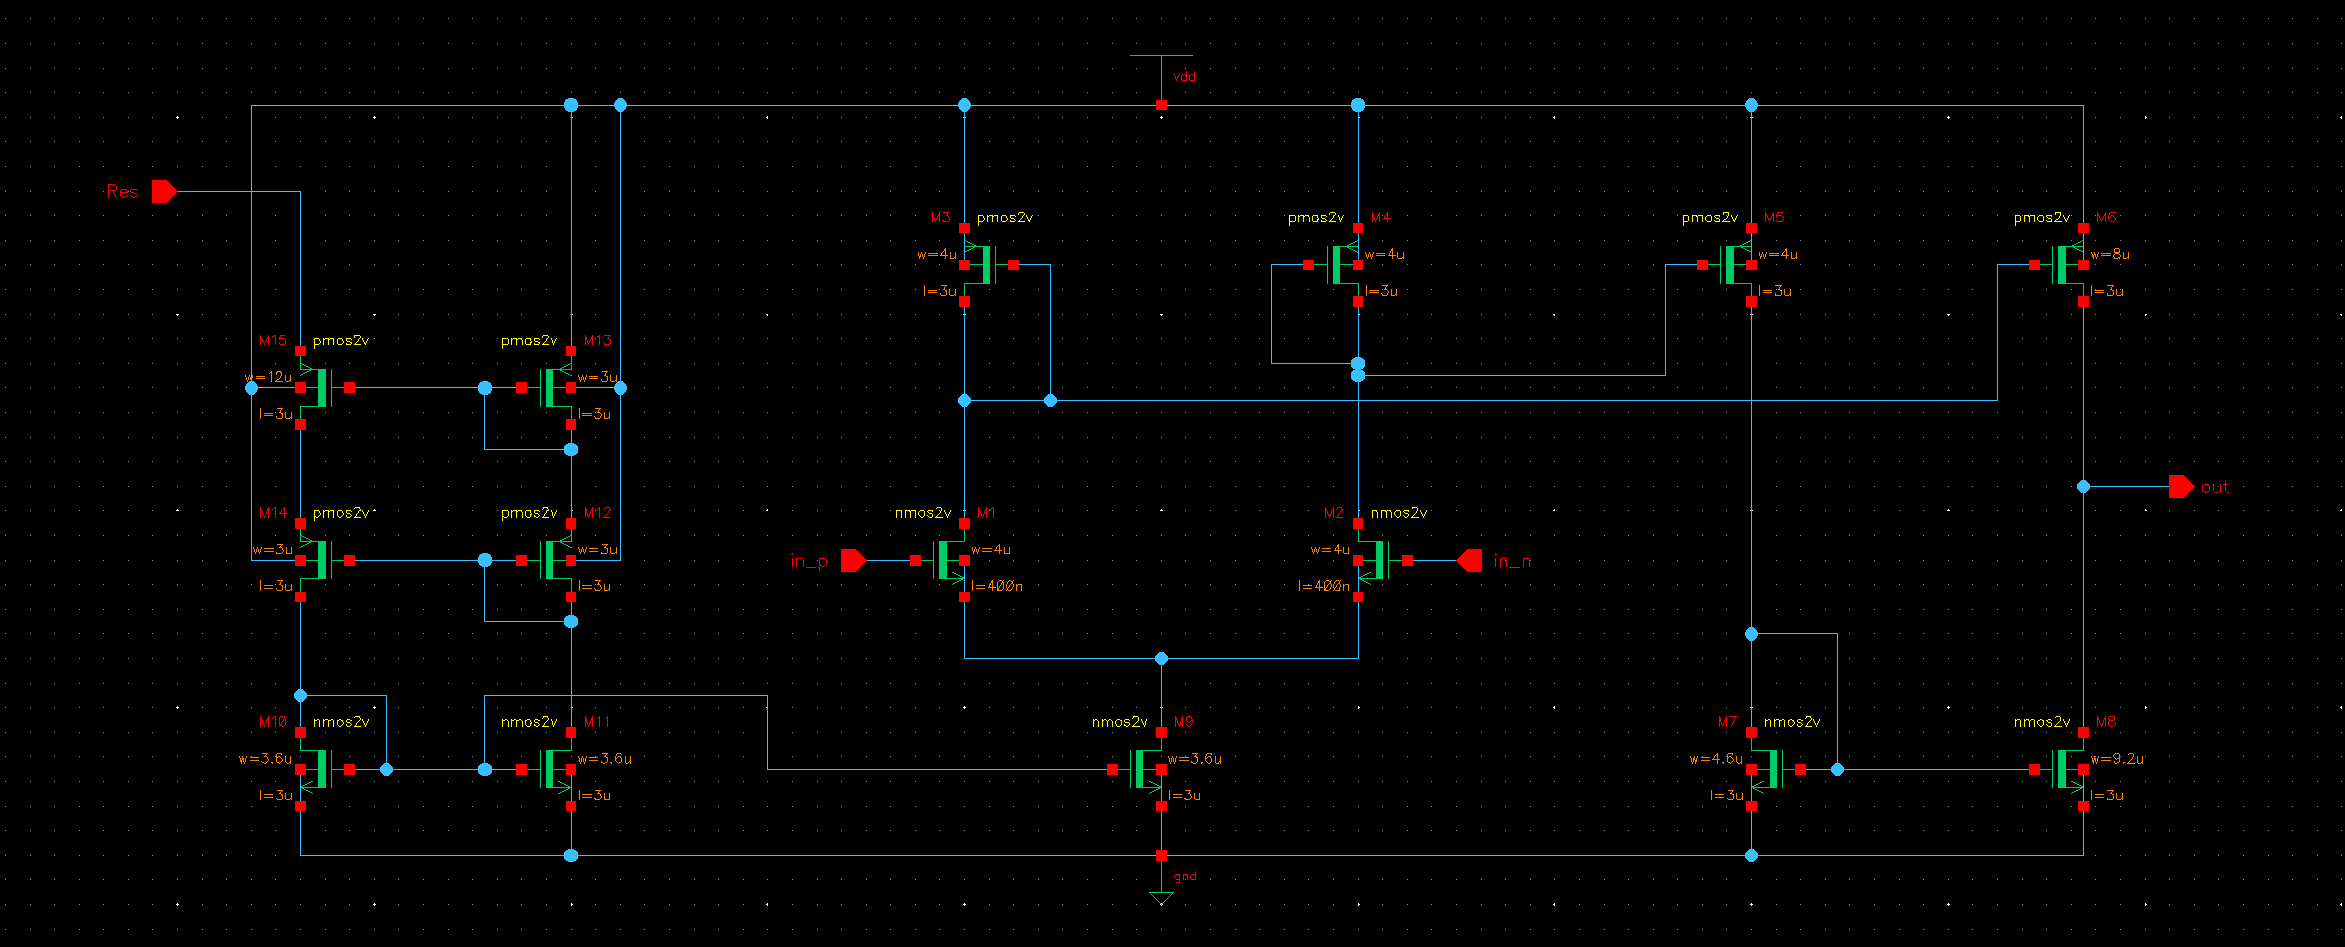 vdd
Res
M3 pmos2v
w=4u
l=3u
pmos2v M4
w=4u
l=3u
pmos2v M5
w=4u
l=3u
pmos2v M6
w=8u
l=3u
M15 pmos2v
w=12u
l=3u
pmos2v M13
w=3u
l=3u
out
M14 pmos2v
w=3u
l=3u
pmos2v M12
w=3u
l=3u
in_p
nmos2v M1
w=4u
l=400n
M2 nmos2v
w=4u
l=400n
in_n
M10 nmos2v
w=3.6u
l=3u
nmos2v M11
w=3.6u
l=3u
nmos2v M9
w=3.6u
l=3u
M7 nmos2v
w=4.6u
l=3u
nmos2v M8
w=9.2u
l=3u
gnd